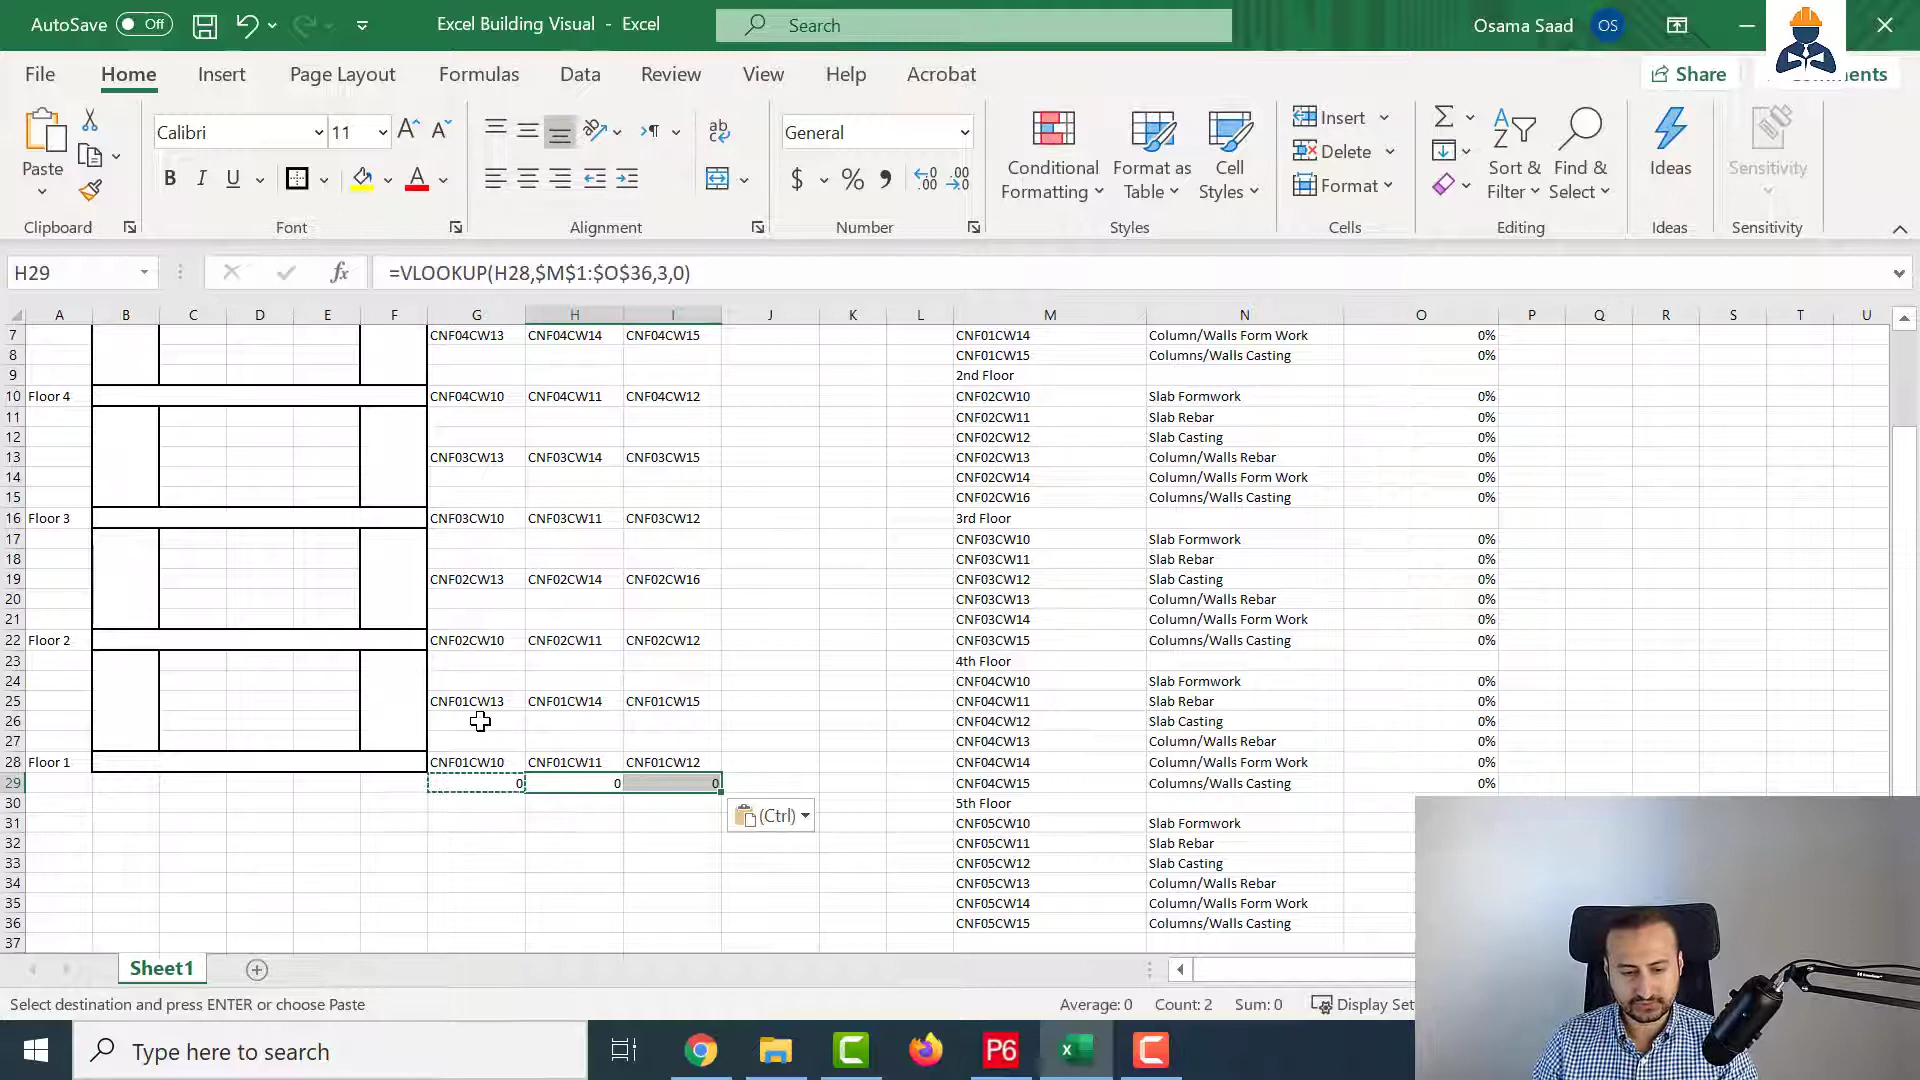 AutoSave Off Excel Building Visual - Excel Search Osama Saad OS
File Home Insert Page Layout Formulas Data Review View Help Acrobat Share Comments
Calibri 11 General
Paste Conditional Formatting Format as Table Cell Styles Insert Delete Format Sort & Filter Find & Select Ideas Sensitivity
Clipboard Font Alignment Number Styles Cells Editing Ideas Sensitivity
H29 fx =VLOOKUP(H28,$M$1:$O$36,3,0)
A B C D E F G H I J K L M N O P Q R S T U
7 CNF04CW13 CNF04CW14 CNF04CW15 CNF01CW14 Column/Walls Form Work 0%
8 CNF01CW15 Columns/Walls Casting 0%
9 2nd Floor
10 Floor 4 CNF04CW10 CNF04CW11 CNF04CW12 CNF02CW10 Slab Formwork 0%
11 CNF02CW11 Slab Rebar 0%
12 CNF02CW12 Slab Casting 0%
13 CNF03CW13 CNF03CW14 CNF03CW15 CNF02CW13 Column/Walls Rebar 0%
14 CNF02CW14 Column/Walls Form Work 0%
15 CNF02CW16 Columns/Walls Casting 0%
16 Floor 3 CNF03CW10 CNF03CW11 CNF03CW12 3rd Floor
17 CNF03CW10 Slab Formwork 0%
18 CNF03CW11 Slab Rebar 0%
19 CNF02CW13 CNF02CW14 CNF02CW16 CNF03CW12 Slab Casting 0%
20 CNF03CW13 Column/Walls Rebar 0%
21 CNF03CW14 Column/Walls Form Work 0%
22 Floor 2 CNF02CW10 CNF02CW11 CNF02CW12 CNF03CW15 Columns/Walls Casting 0%
23 4th Floor
24 CNF04CW10 Slab Formwork 0%
25 CNF01CW13 CNF01CW14 CNF01CW15 CNF04CW11 Slab Rebar 0%
26 CNF04CW12 Slab Casting 0%
27 CNF04CW13 Column/Walls Rebar 0%
28 Floor 1 CNF01CW10 CNF01CW11 CNF01CW12 CNF04CW14 Column/Walls Form Work 0%
29 0 0 0 CNF04CW15 Columns/Walls Casting 0%
30 5th Floor
(Ctrl)
31 CNF05CW10 Slab Formwork
32 CNF05CW11 Slab Rebar
33 CNF05CW12 Slab Casting
34 CNF05CW13 Column/Walls Rebar
35 CNF05CW14 Column/Walls Form Work
36 CNF05CW15 Columns/Walls Casting
37
Sheet1
Select destination and press ENTER or choose Paste Average: 0 Count: 2 Sum: 0 Display Set
Type here to search P6